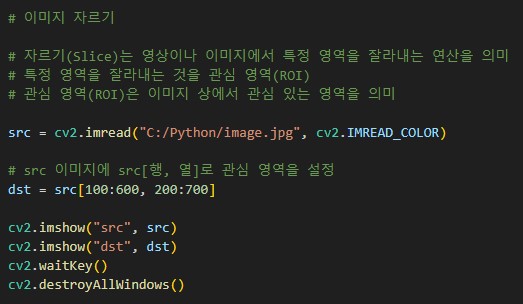 # 이미지 자르기
# 자르기(Slice)는 영상이나 이미지에서 특정 영역을 잘라내는 연산을 의미
# 특정 영역을 잘라내는 것을 관심 영역(ROI)
# 관심 영역(ROI)은 이미지 상에서 관심 있는 영역을 의미
src = cv2.imread("C:/Python/image.jpg", cv2.IMREAD_COLOR)
# src 이미지에 src[행, 열]로 관심 영역을 설정
dst = src[100:600, 200:700]
cv2.imshow("src", src)
cv2.imshow("dst", dst)
cv2.waitKey()
cv2.destroyAllWindows()